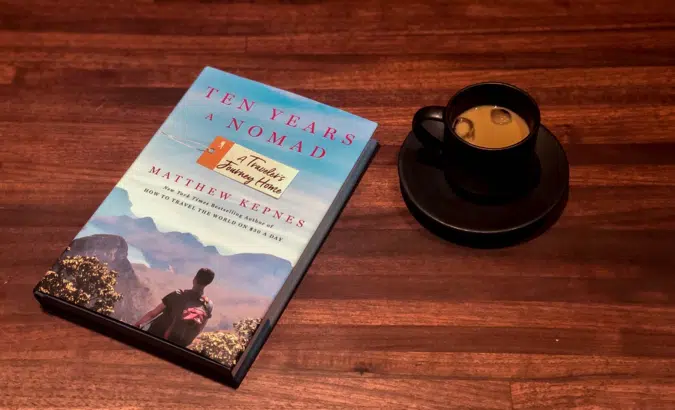 TEN YEARS
A NOMAD
A Traveler's
Journey Home
MATTHEW KEPNES
New York Times Bestselling Author of
HOW TO TRAVEL THE WORLD ON $50 A DAY